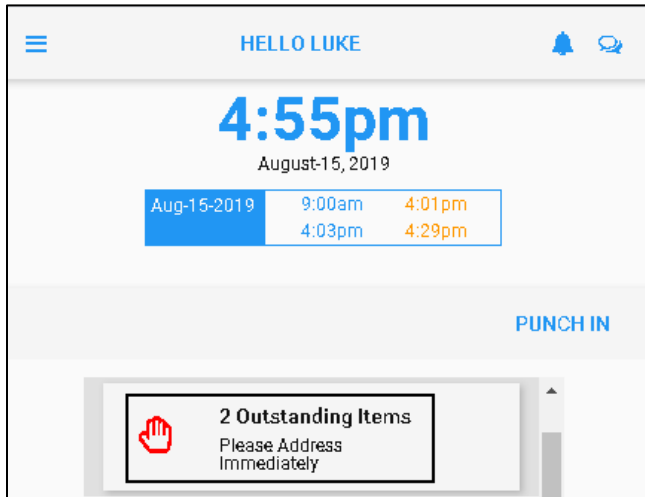 HELLO LUKE
4:55pm
August-15, 2019
Aug-15-2019 9:00am 4:01pm
4:03pm 4:29pm
PUNCH IN
2 Outstanding Items
Please Address
Immediately